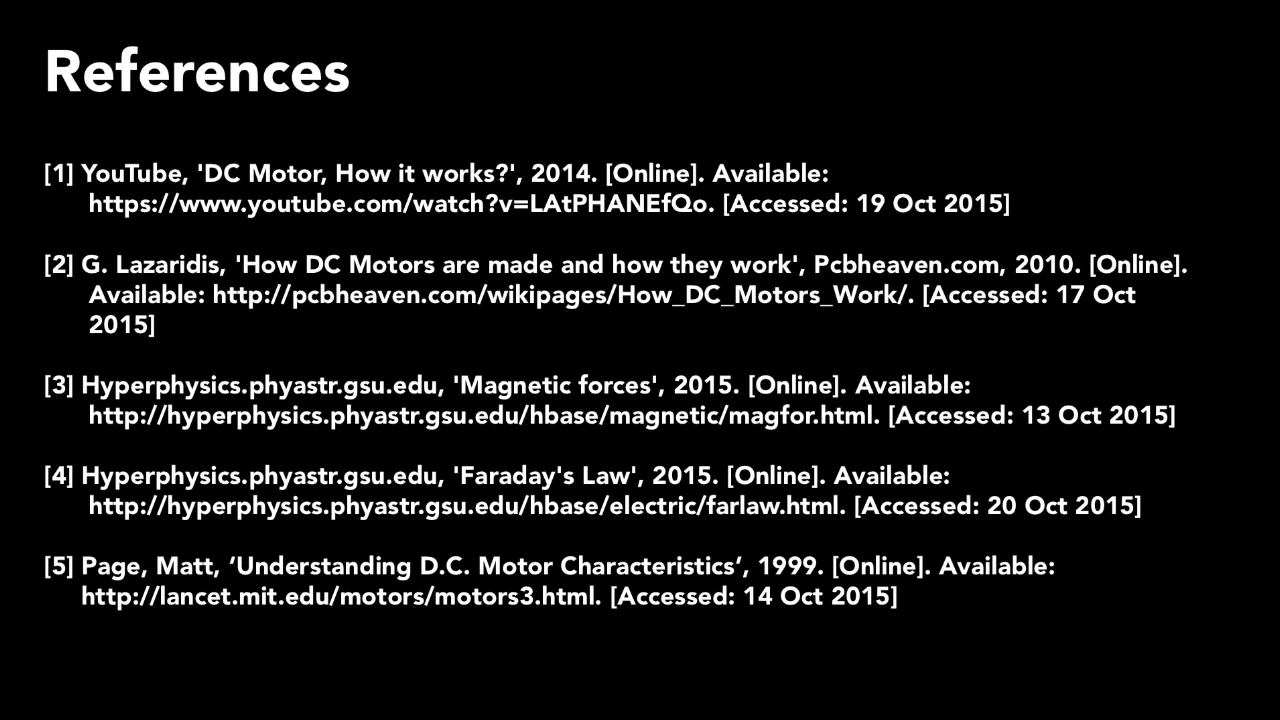 References
[1] YouTube, 'DC Motor, How it works?', 2014. [Online]. Available:
https://www.youtube.com/watch?v=LAtPHANEfQo. [Accessed: 19 Oct 2015]
[2] G. Lazaridis, 'How DC Motors are made and how they work', Pcbheaven.com, 2010. [Online].
Available: http://pcbheaven.com/wikipages/How_DC_Motors_Work/. [Accessed: 17 Oct
2015]
[3] Hyperphysics.phyastr.gsu.edu, 'Magnetic forces', 2015. [Online]. Available:
http://hyperphysics.phyastr.gsu.edu/hbase/magnetic/magfor.html. [Accessed: 13 Oct 2015]
[4] Hyperphysics.phyastr.gsu.edu, 'Faraday's Law', 2015. [Online]. Available:
http://hyperphysics.phyastr.gsu.edu/hbase/electric/farlaw.html. [Accessed: 20 Oct 2015]
[5] Page, Matt, ‘Understanding D.C. Motor Characteristics’, 1999. [Online]. Available:
http://lancet.mit.edu/motors/motors3.html. [Accessed: 14 Oct 2015]